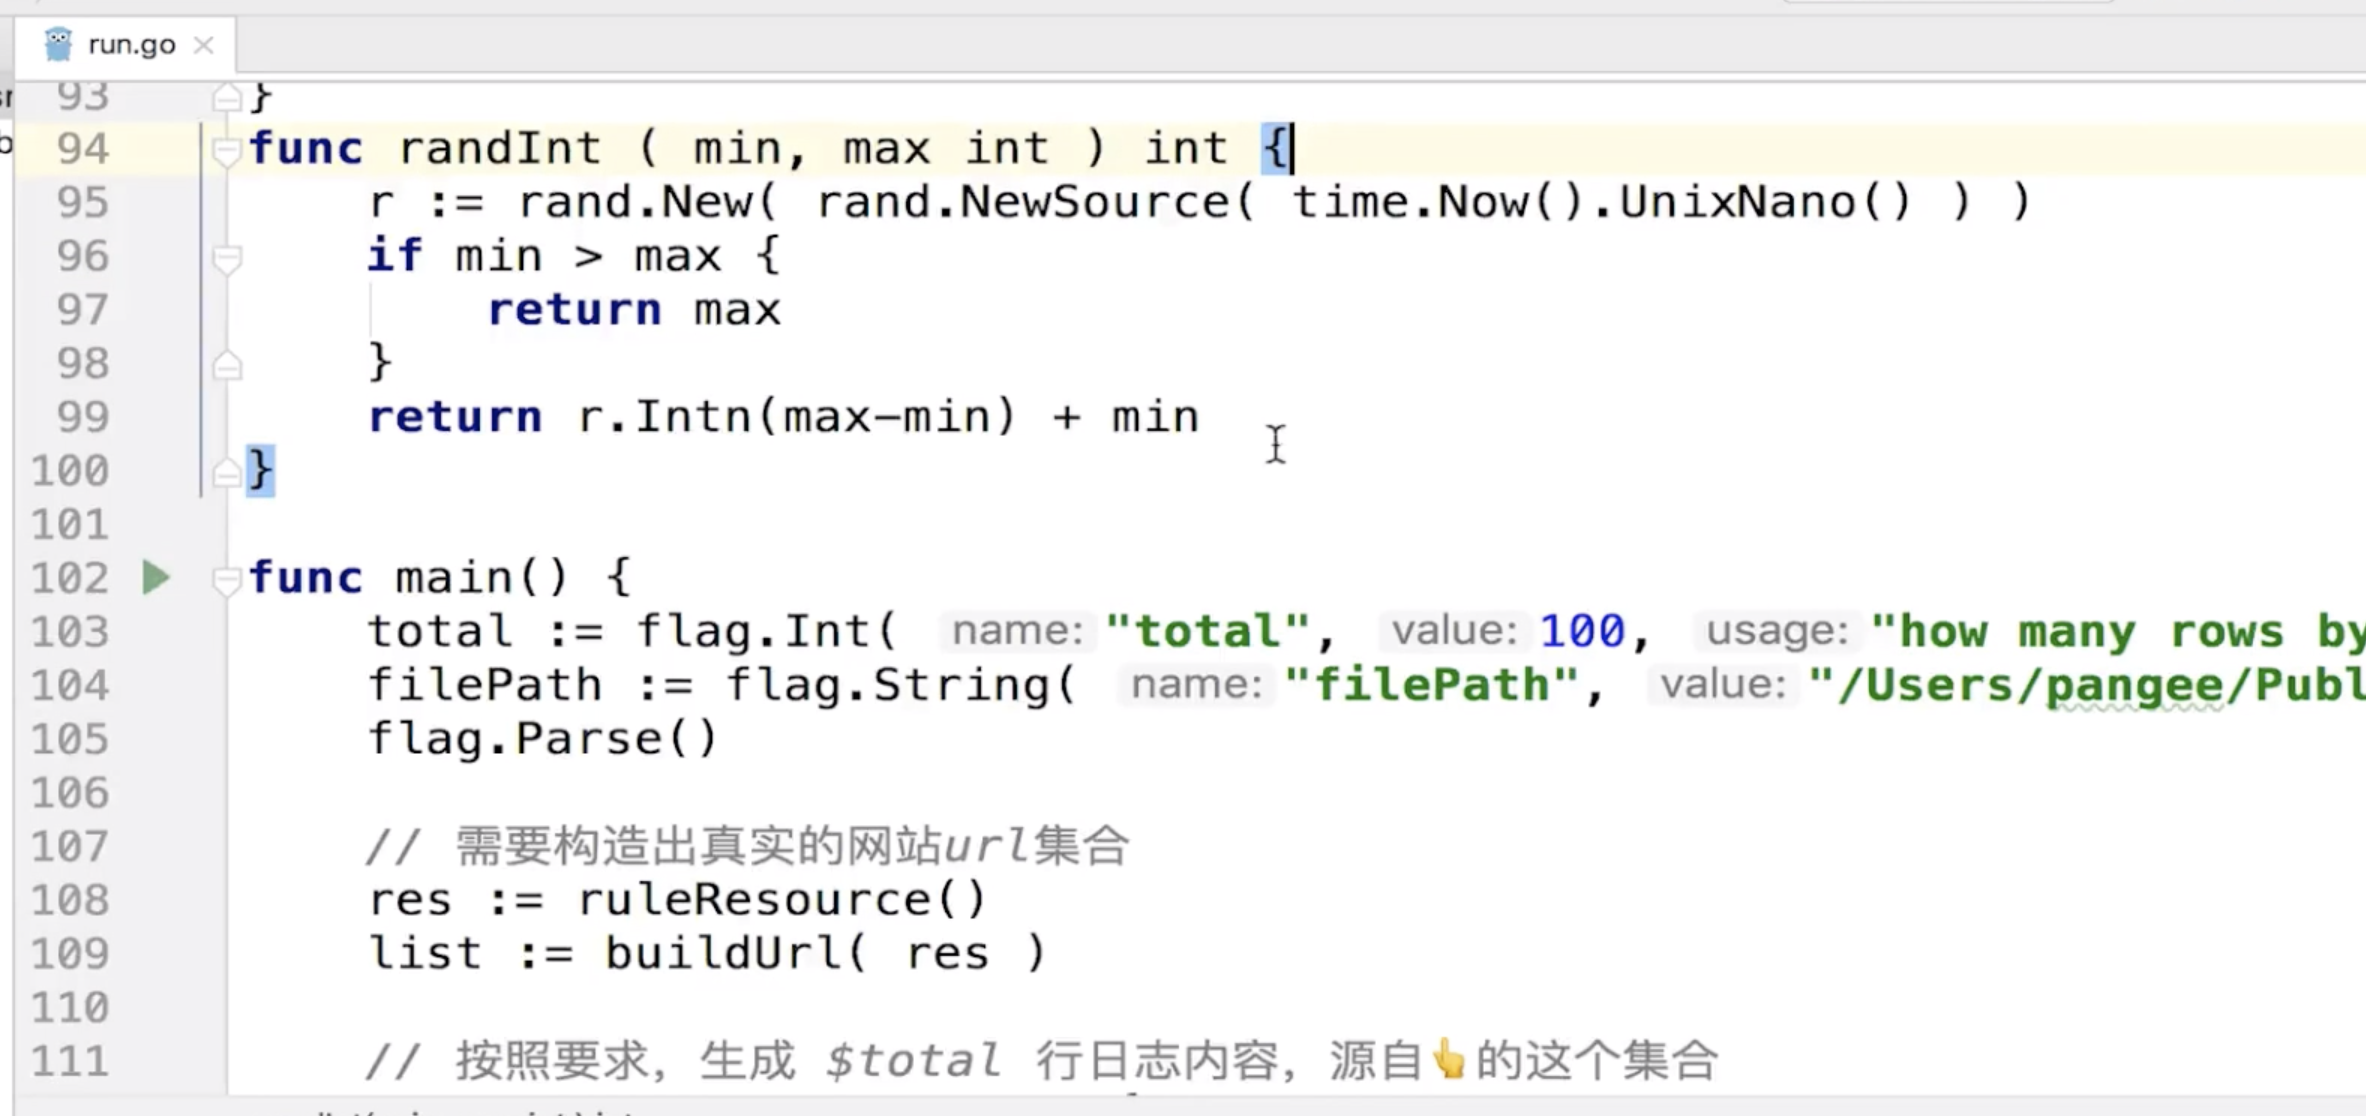 run.go
93 }
94 func randInt ( min, max int ) int {
95 r := rand.New( rand.NewSource( time.Now().UnixNano() ) )
96 if min > max {
97 return max
98 }
99 return r.Intn(max-min) + min
100 }
101
102 func main() {
103 total := flag.Int( name: "total", value: 100, usage: "how many rows by
104 filePath := flag.String( name: "filePath", value: "/Users/pangee/Publ
105 flag.Parse()
106
107 // 需要构造出真实的网站url集合
108 res := ruleResource()
109 list := buildUrl( res )
110
111 // 按照要求，生成 $total 行日志内容，源自👆的这个集合